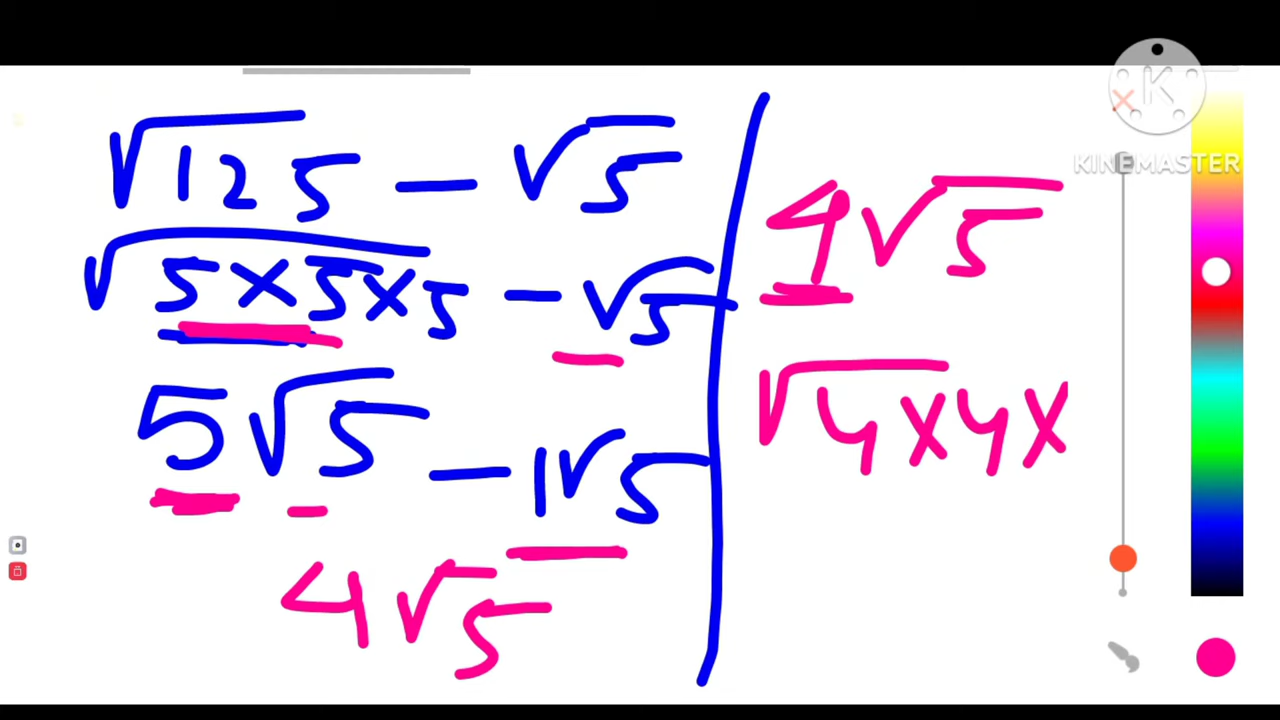 √125 — √5
√5×5×5 — √5
5√5 — 1√5
4√5
4√5
√4×4×
KINEMASTER